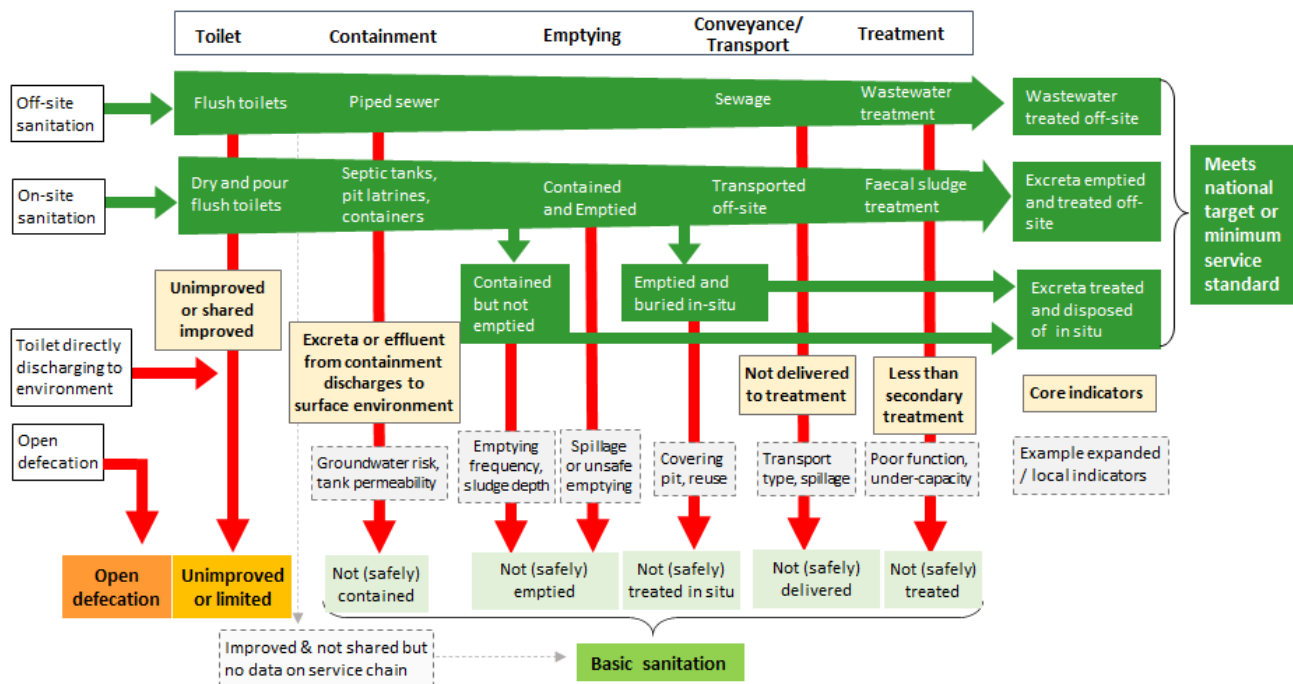 Toilet
Containment
Emptying
Conveyance/
Transport
Treatment
Off-site
sanitation
Flush toilets
Piped sewer
Sewage
Wastewater
treatment
Wastewater
treated off-site
On-site
sanitation
Dry and pour
flush toilets
Septic tanks,
pit latrines,
containers
Contained
and Emptied
Transported
off-site
Faecal sludge
treatment
Excreta emptied
and treated off-
site
Meets
national
target or
minimum
service
standard
Unimproved
or shared
improved
Contained
but not
emptied
Emptied and
buried in-situ
Excreta treated
and disposed
of in situ
Toilet directly
discharging to
environment
Excreta or effluent
from containment
discharges to
surface environment
Not delivered
to treatment
Less than
secondary
treatment
Core indicators
Open
defecation
Groundwater risk,
tank permeability
Emptying
frequency,
sludge depth
Spillage
or unsafe
emptying
Covering
pit, reuse
Transport
type, spillage
Poor function,
under-capacity
Example expanded
/ local indicators
Open
defecation
Unimproved
or limited
Not (safely)
contained
Not (safely)
emptied
Not (safely)
treated in situ
Not (safely)
delivered
Not (safely)
treated
Improved & not shared but
no data on service chain
Basic sanitation